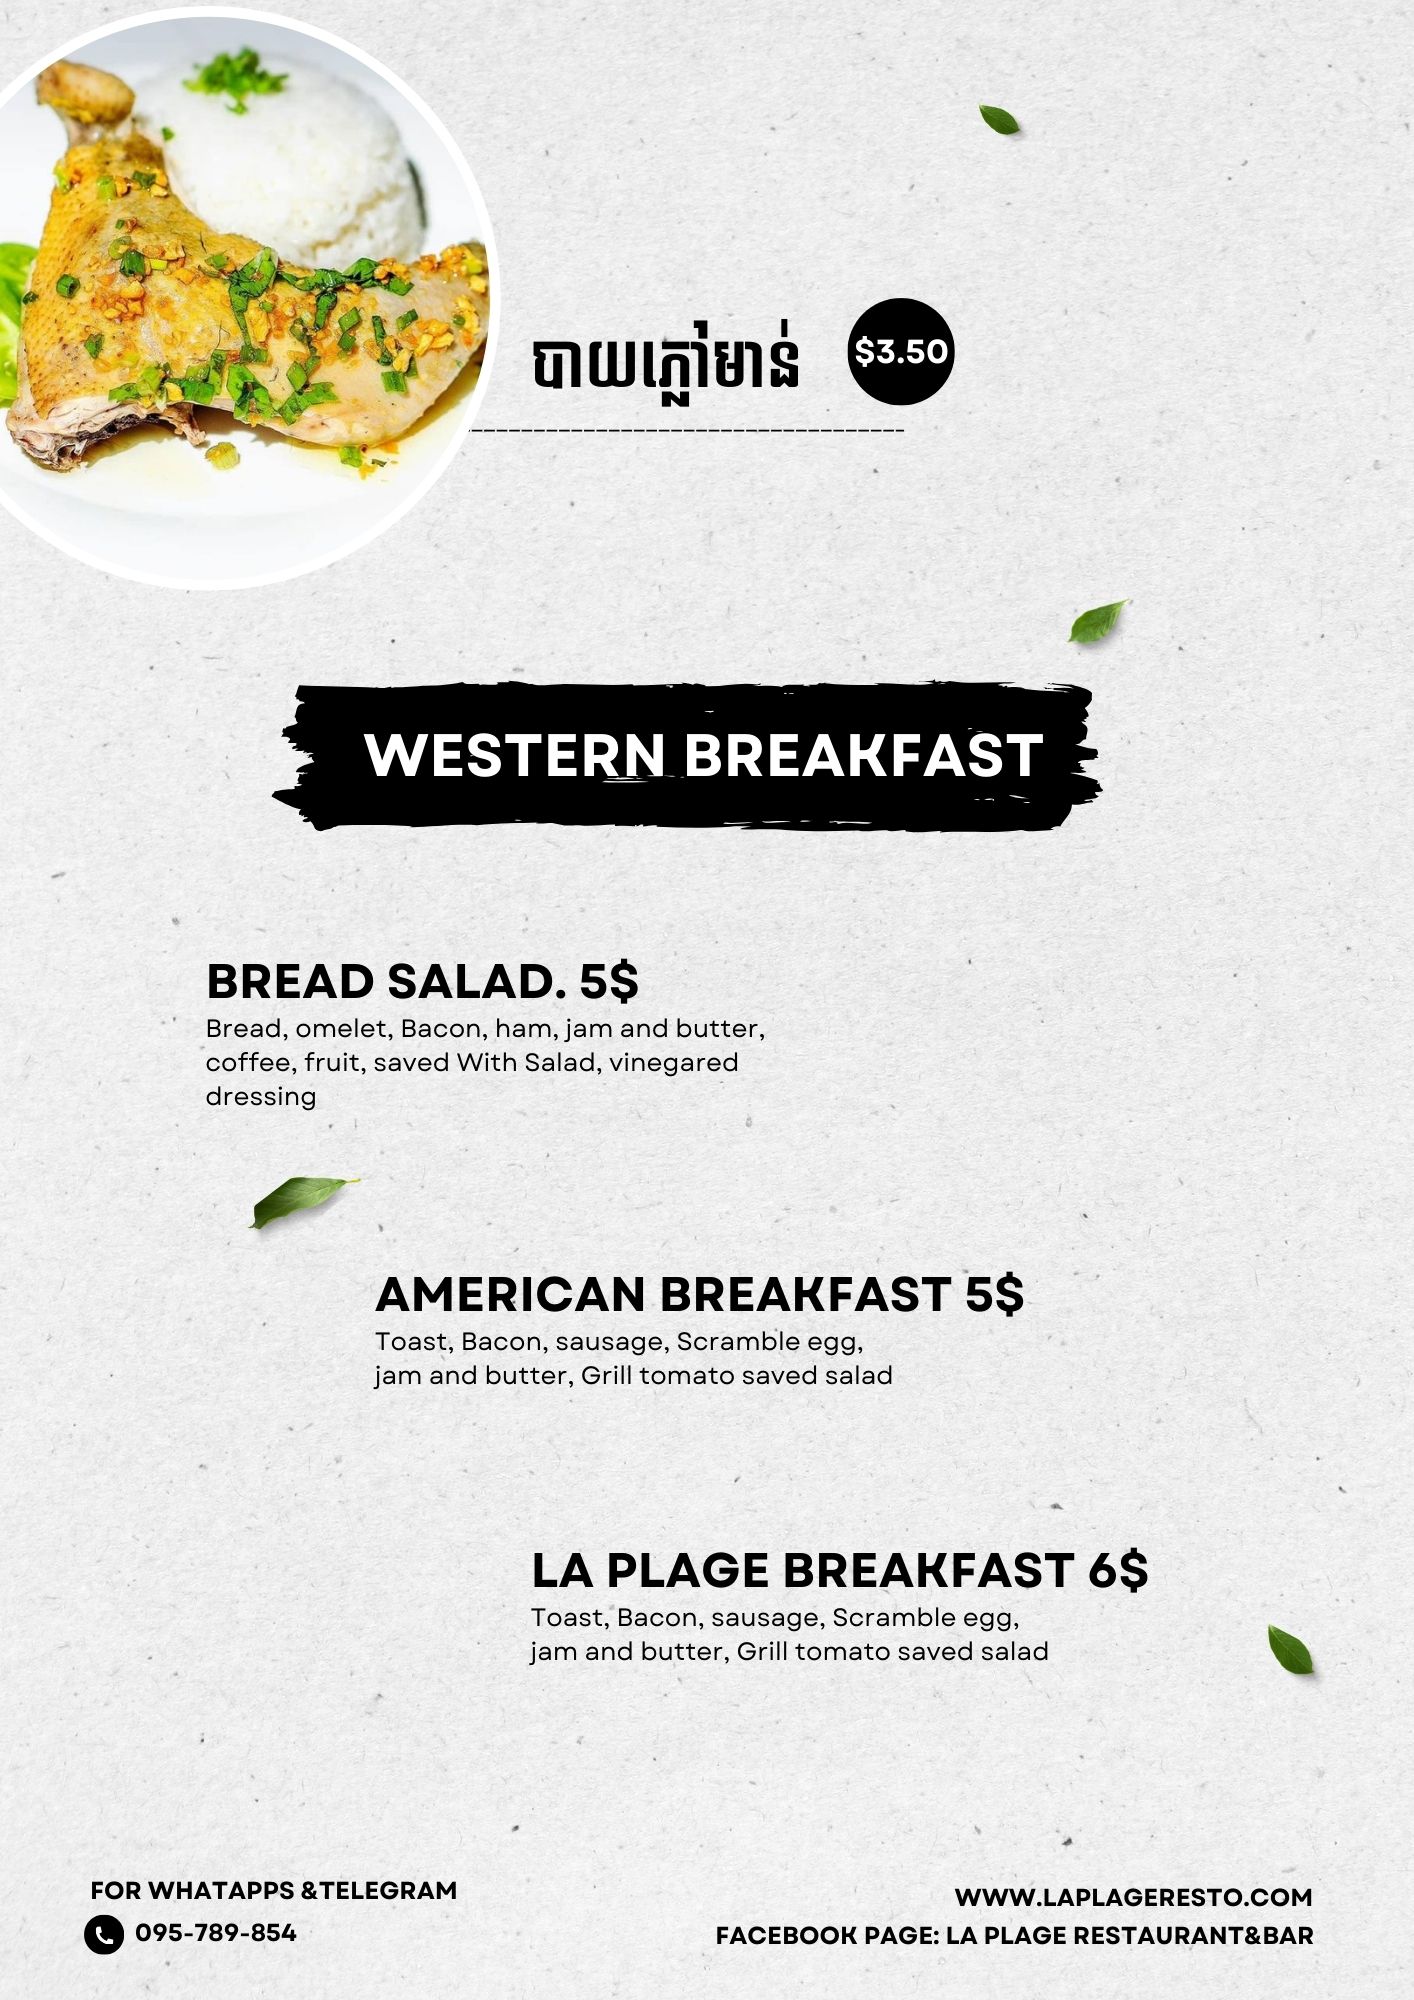 បាយភ្លៅមាន់
$3.50
WESTERN BREAKFAST
BREAD SALAD. 5$
Bread, omelet, Bacon, ham, jam and butter,
coffee, fruit, saved With Salad, vinegared
dressing
AMERICAN BREAKFAST 5$
Toast, Bacon, sausage, Scramble egg,
jam and butter, Grill tomato saved salad
LA PLAGE BREAKFAST 6$
Toast, Bacon, sausage, Scramble egg,
jam and butter, Grill tomato saved salad
FOR WHATAPPS &TELEGRAM
095-789-854
WWW.LAPLAGERESTO.COM
FACEBOOK PAGE: LA PLAGE RESTAURANT&BAR